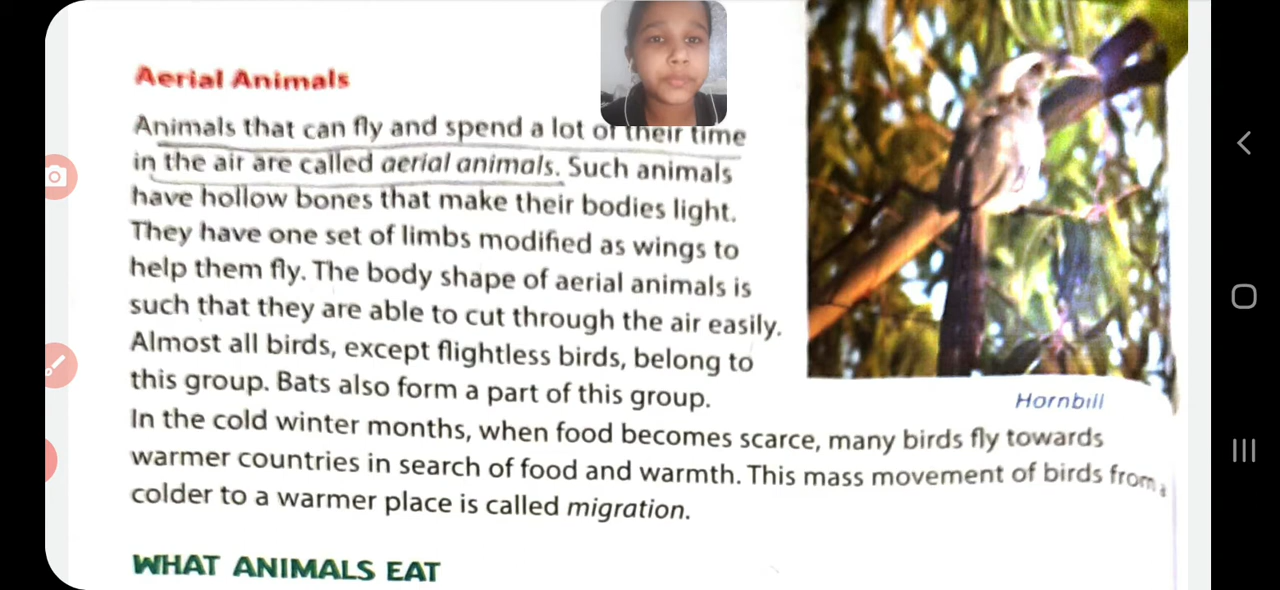 Aerial Animals
Animals that can fly and spend a lot of their time
in the air are called aerial animals. Such animals
have hollow bones that make their bodies light.
They have one set of limbs modified as wings to
help them fly. The body shape of aerial animals is
such that they are able to cut through the air easily.
Almost all birds, except flightless birds, belong to
this group. Bats also form a part of this group.
Hornbill
In the cold winter months, when food becomes scarce, many birds fly towards
warmer countries in search of food and warmth. This mass movement of birds from a
colder to a warmer place is called migration.
WHAT ANIMALS EAT